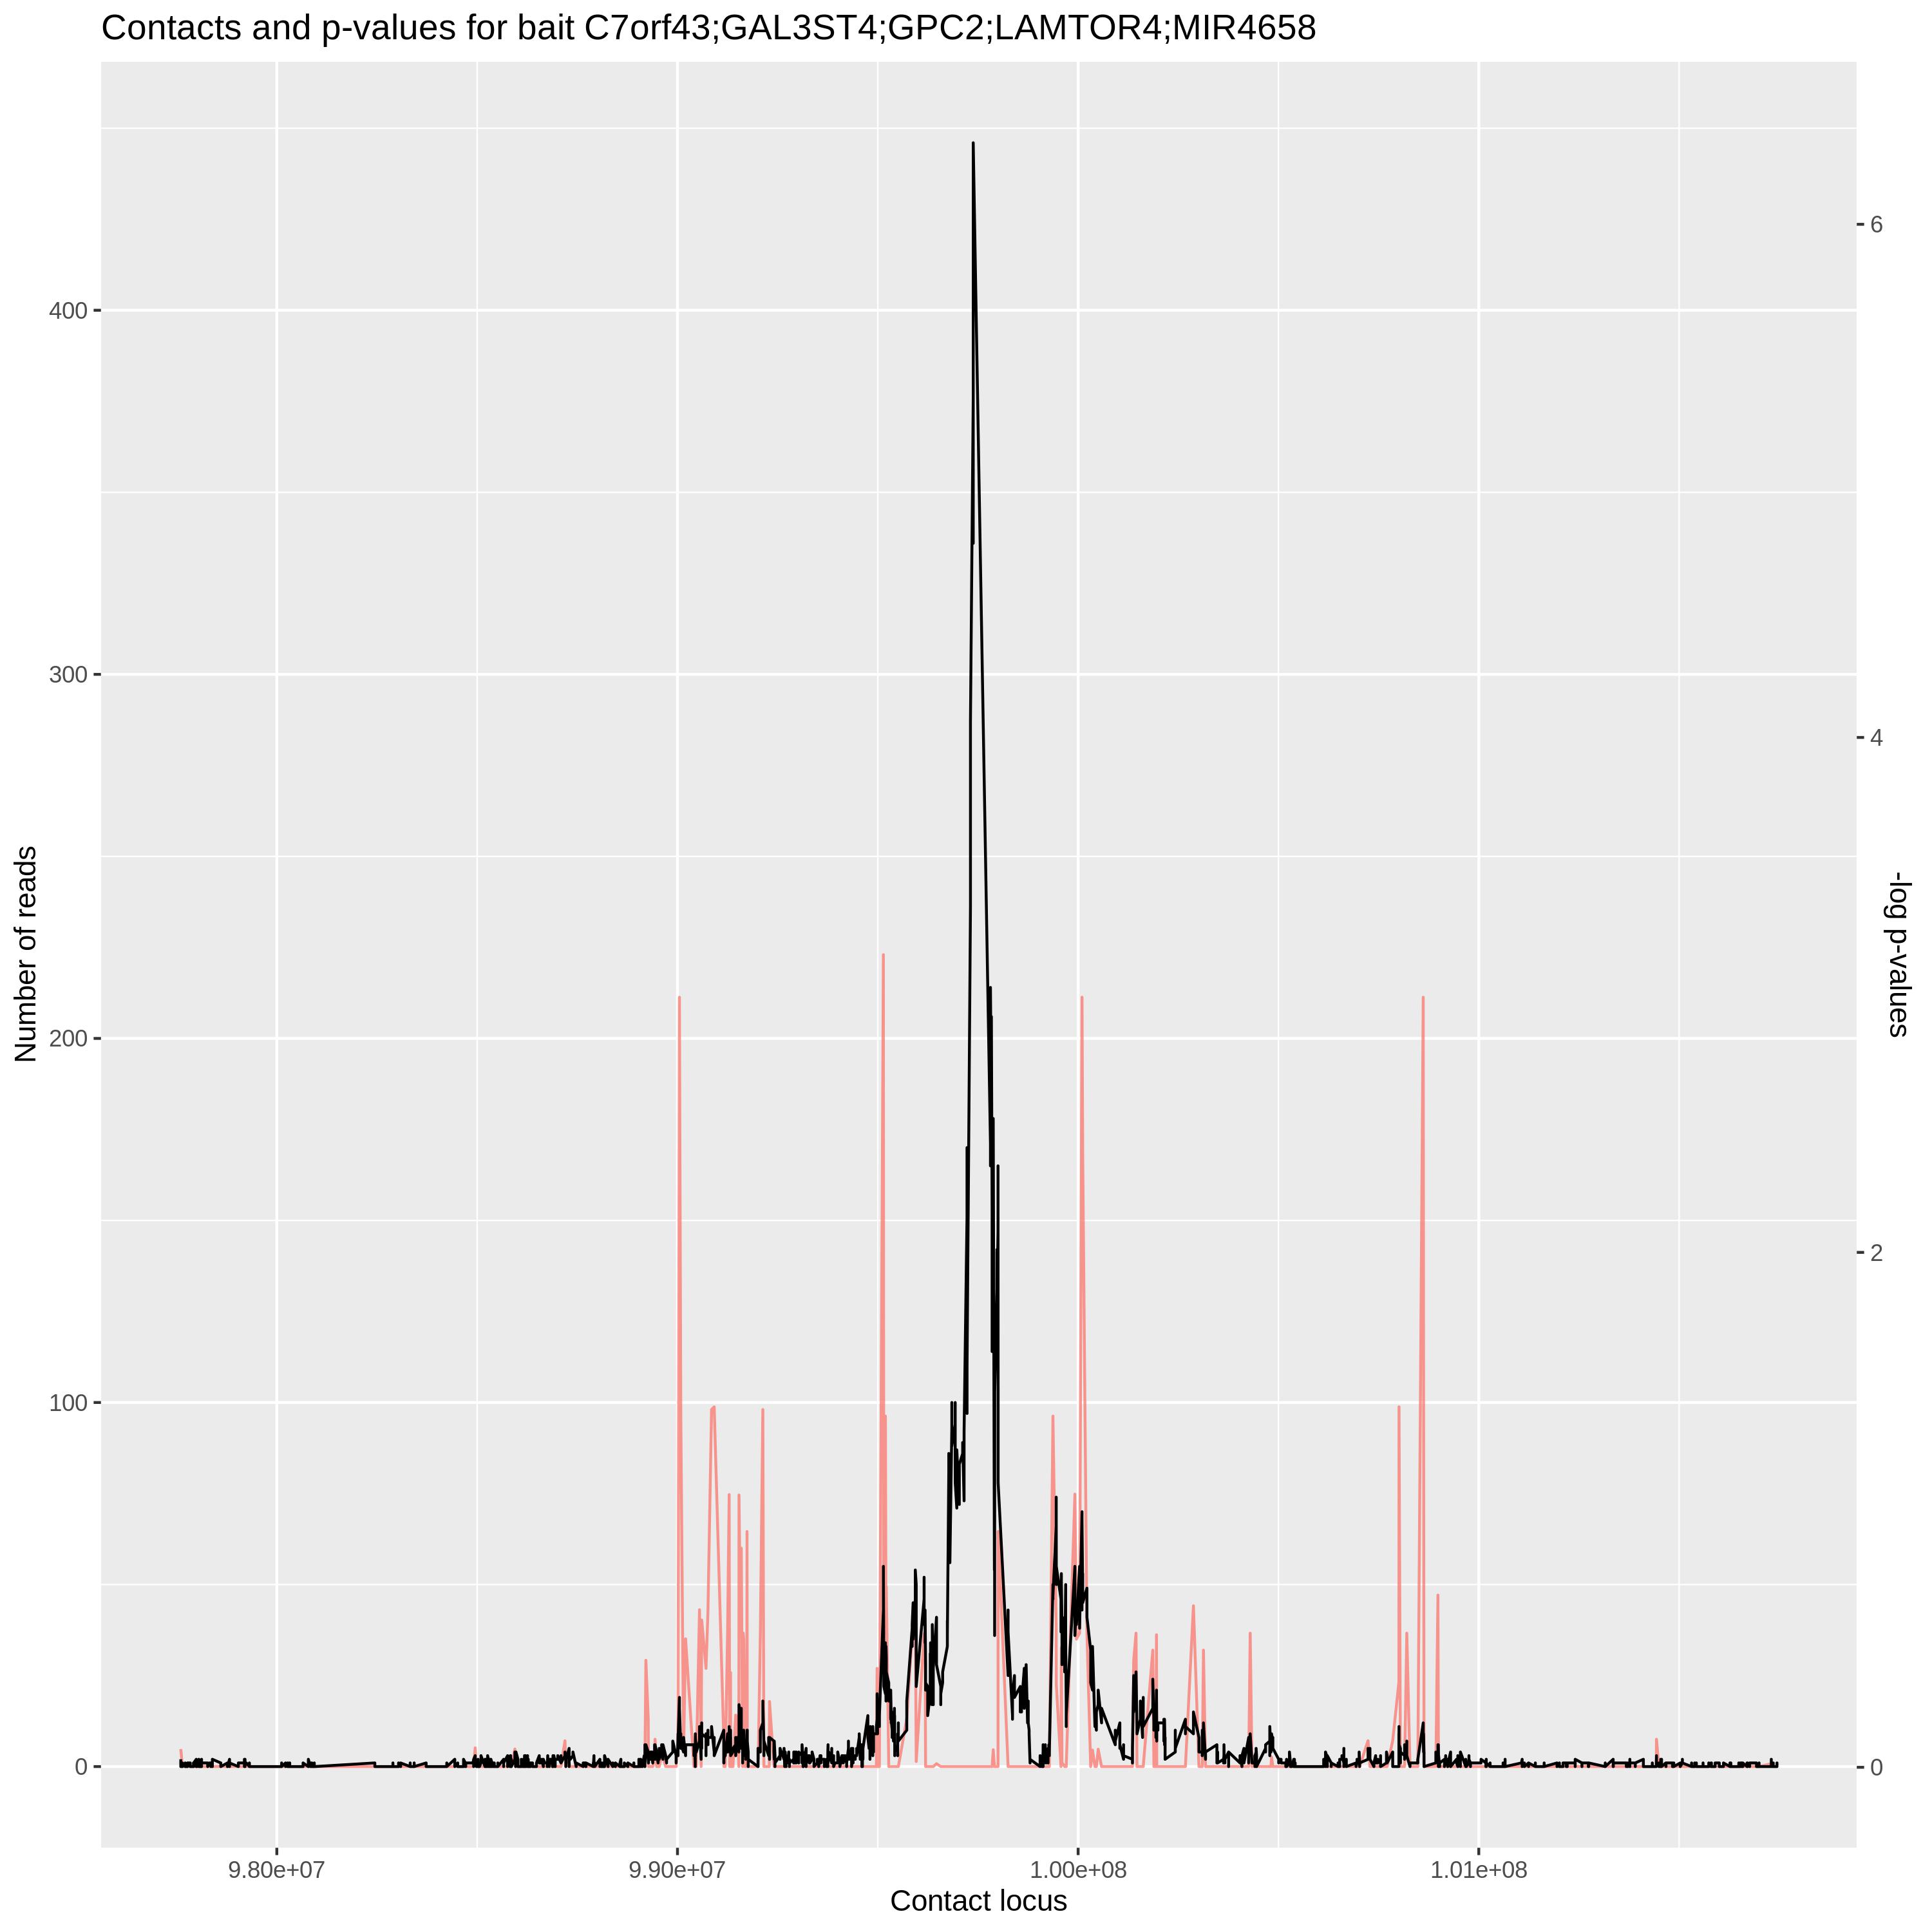 Contacts and p-values for bait C7orf43;GAL3ST4;GPC2;LAMTOR4;MIR4658
Number of reads
400
300
200
100
0
6
4
2
0
-log p-values
9.80e+07 9.90e+07 1.00e+08 1.01e+08
Contact locus